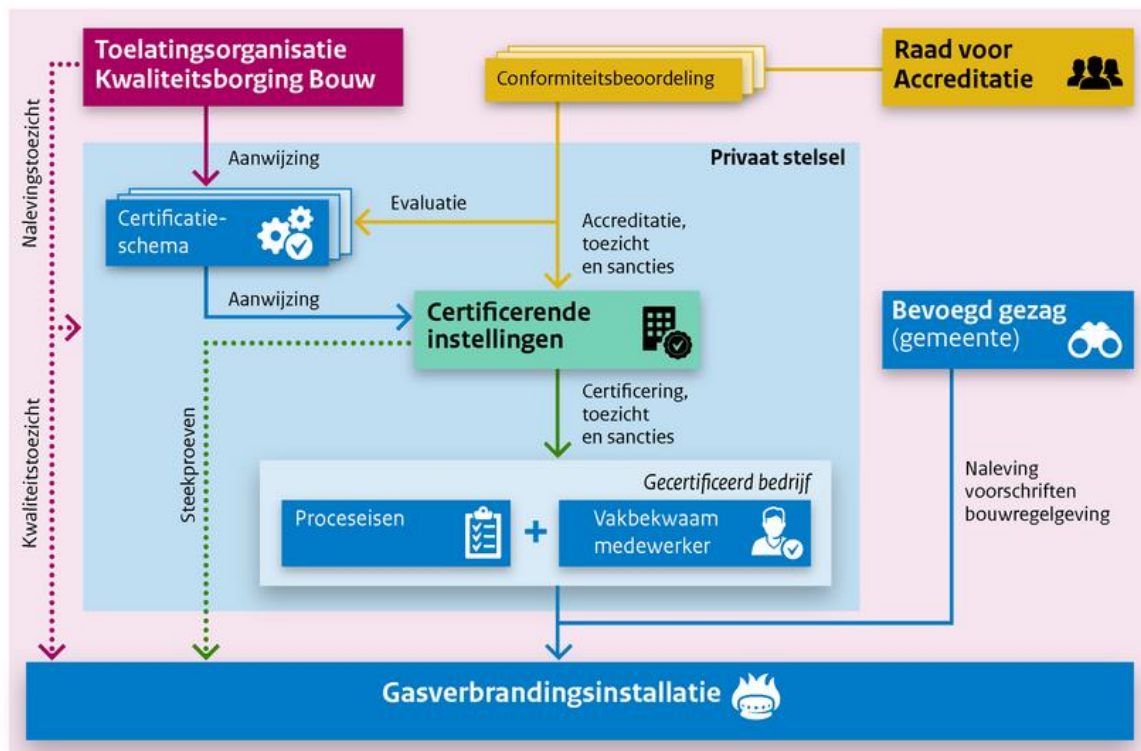 Toelatingsorganisatie
Kwaliteitsborging Bouw
Conformiteitsbeoordeling
Raad voor
Accreditatie
Nalevingstoezicht
Aanwijzing
Privaat stelsel
Certificatie-
schema
Evaluatie
Accreditatie,
toezicht
en sancties
Aanwijzing
Certificerende
instellingen
Bevoegd gezag
(gemeente)
Kwaliteitstoezicht
Steekproeven
Certificering,
toezicht
en sancties
Gecertificeerd bedrijf
Proceseisen
+
Vakbekwaam
medewerker
Naleving
voorschriften
bouwregelgeving
Gasverbrandingsinstallatie